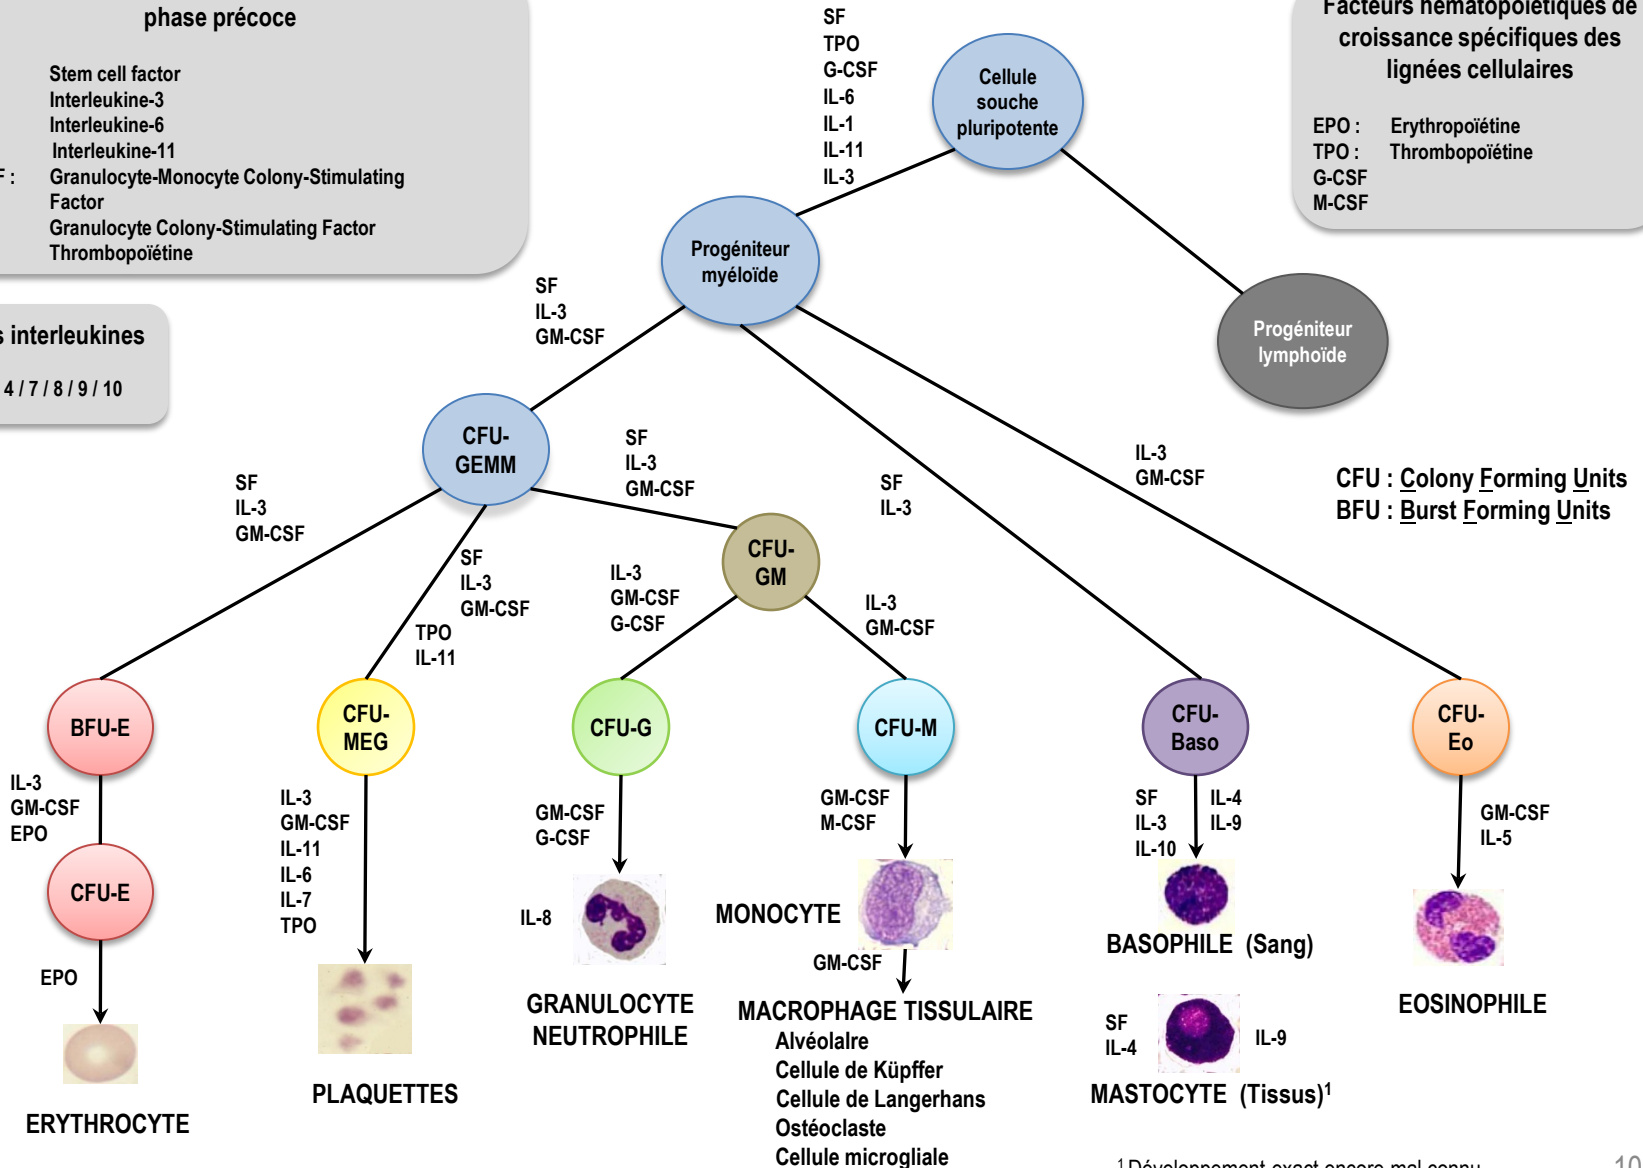 phase précoce
Stem cell factor
Interleukine-3
Interleukine-6
Interleukine-11
F : Granulocyte-Monocyte Colony-Stimulating
Factor
Granulocyte Colony-Stimulating Factor
Thrombopoïétine
s interleukines
4 / 7 / 8 / 9 / 10
Facteurs hématopoïétiques de
croissance spécifiques des
lignées cellulaires
EPO : Erythropoïétine
TPO : Thrombopoïétine
G-CSF
M-CSF
SF
TPO
G-CSF
IL-6
IL-1
IL-11
IL-3
Cellule
souche
pluripotente
Progéniteur
myéloïde
Progéniteur
lymphoïde
SF
IL-3
GM-CSF
CFU-
GEMM
SF
IL-3
GM-CSF
SF
IL-3
GM-CSF
SF
IL-3
GM-CSF
TPO
IL-11
CFU-
GM
IL-3
GM-CSF
G-CSF
IL-3
GM-CSF
SF
IL-3
IL-3
GM-CSF
CFU : Colony Forming Units
BFU : Burst Forming Units
BFU-E
CFU-
MEG
CFU-G
CFU-M
CFU-
Baso
CFU-
Eo
IL-3
GM-CSF
EPO
CFU-E
EPO
ERYTHROCYTE
IL-3
GM-CSF
IL-11
IL-6
IL-7
TPO
PLAQUETTES
GM-CSF
G-CSF
IL-8
GRANULOCYTE
NEUTROPHILE
GM-CSF
M-CSF
MONOCYTE
GM-CSF
MACROPHAGE TISSULAIRE
Alvéolaire
Cellule de Küpffer
Cellule de Langerhans
Ostéoclaste
Cellule microgliale
SF
IL-3
IL-10
IL-4
IL-9
BASOPHILE (Sang)
SF
IL-4
IL-9
MASTOCYTE (Tissus)¹
GM-CSF
IL-5
EOSINOPHILE
¹ Développement exact encore mal connu
10